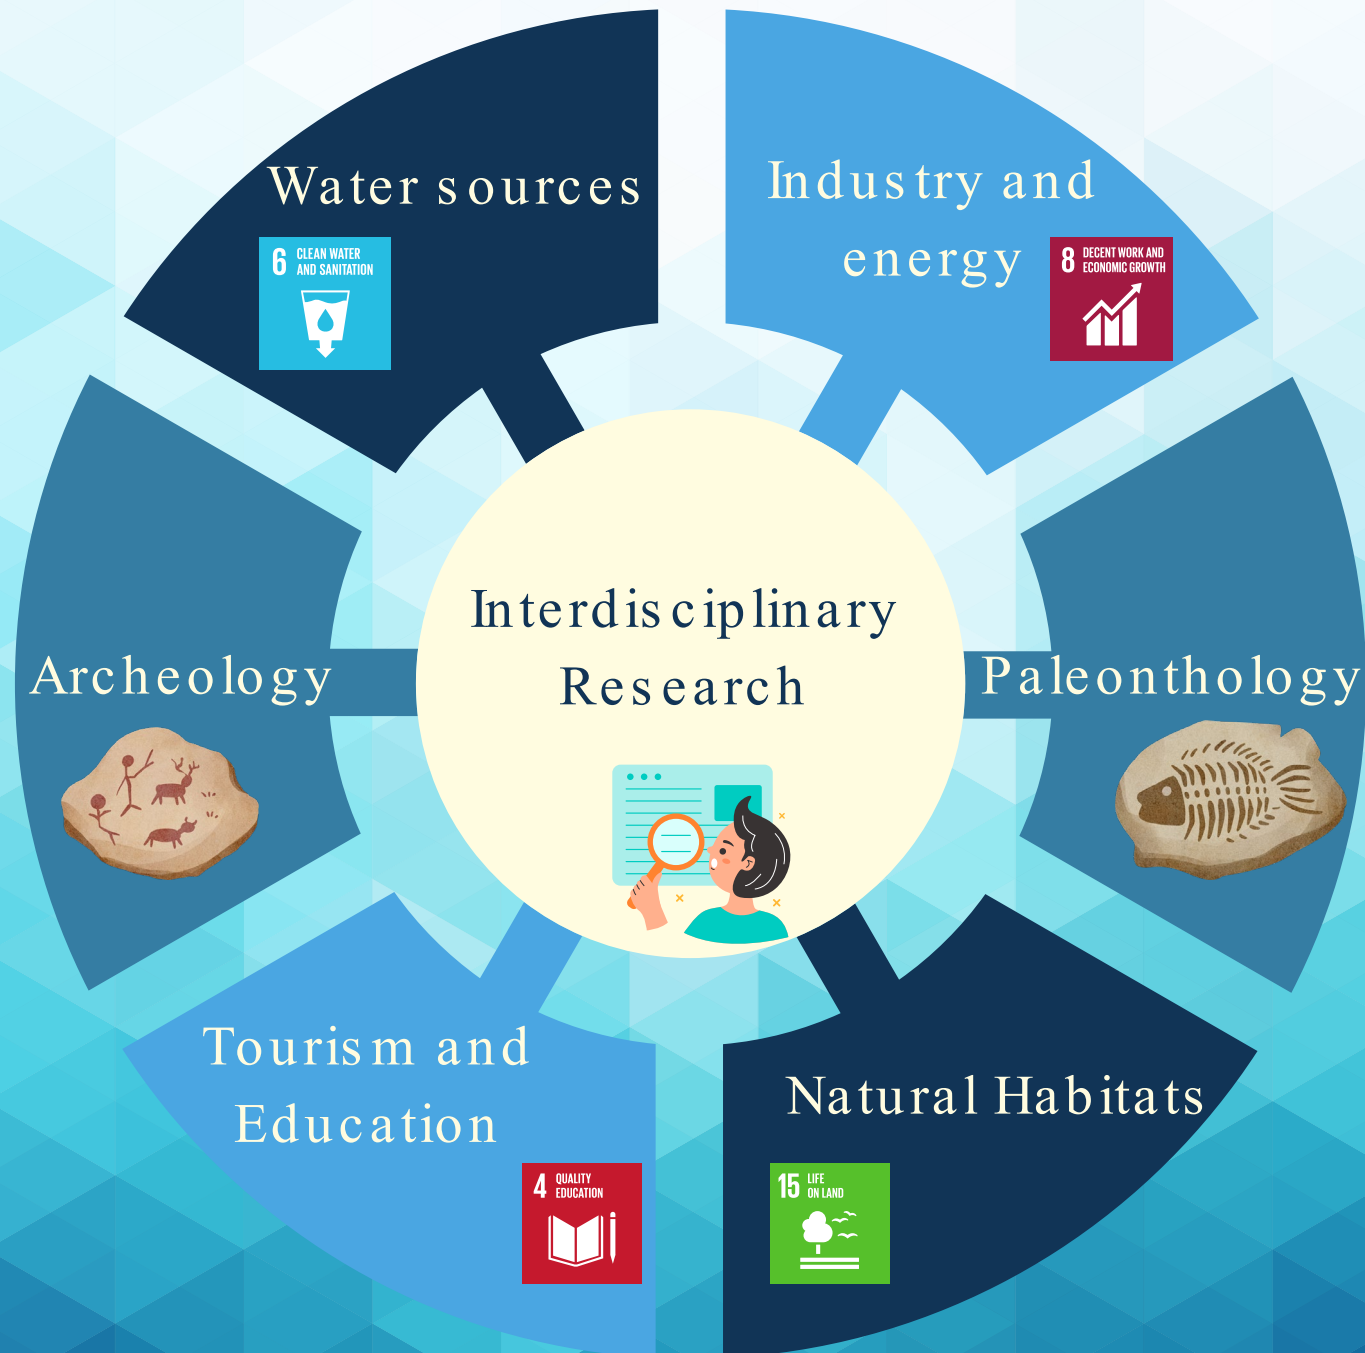 Water sources
6 CLEAN WATER
AND SANITATION
Industry and
energy
8 DECENT WORK AND
ECONOMIC GROWTH
Archeology
Interdisciplinary
Research
Paleonthology
Tourism and
Education
4 QUALITY
EDUCATION
Natural Habitats
15 LIFE
ON LAND